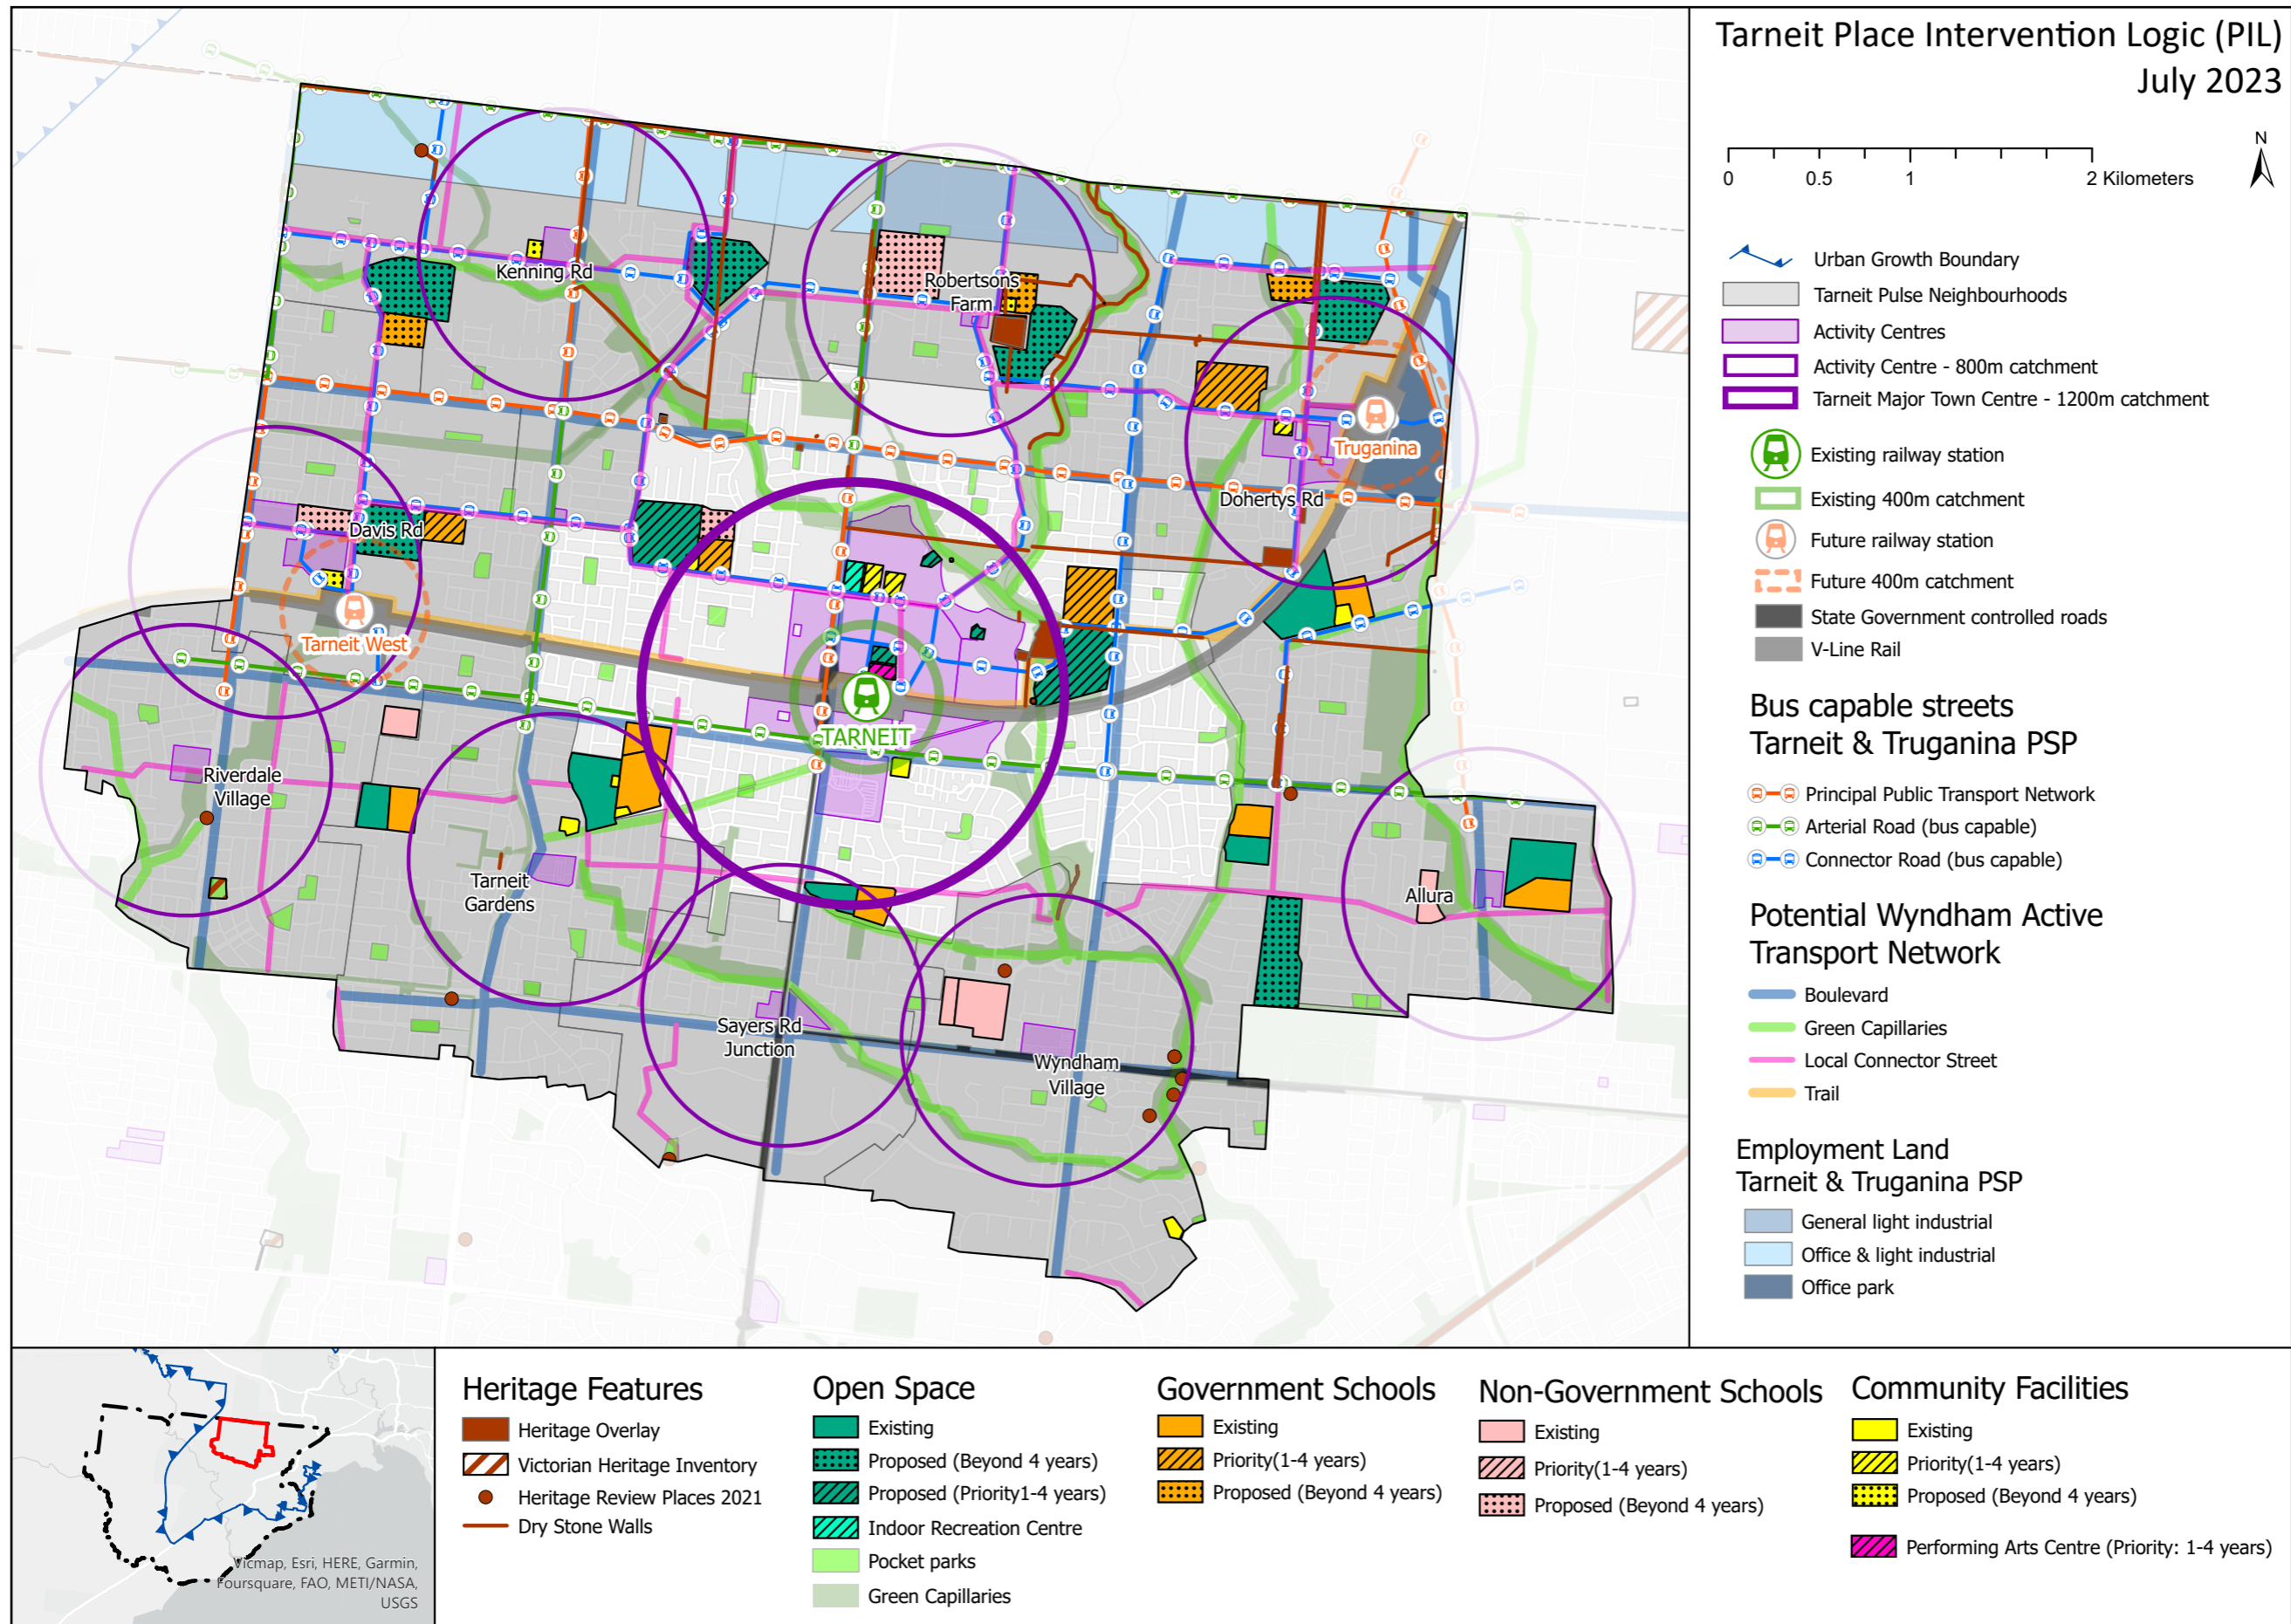 Tarneit Place Intervention Logic (PIL)
July 2023
N
0
0.5
1
2 Kilometers
Urban Growth Boundary
Tarneit Pulse Neighbourhoods
Activity Centres
Activity Centre - 800m catchment
Tarneit Major Town Centre - 1200m catchment
Existing railway station
Existing 400m catchment
Future railway station
Future 400m catchment
State Government controlled roads
V-Line Rail
Bus capable streets
Tarneit & Truganina PSP
Principal Public Transport Network
Arterial Road (bus capable)
Connector Road (bus capable)
Potential Wyndham Active
Transport Network
Boulevard
Green Capillaries
Local Connector Street
Trail
Employment Land
Tarneit & Truganina PSP
General light industrial
Office & light industrial
Office park
Kenning Rd
Robertsons
Farm
Truganina
Dohertys Rd
Davis Rd
Tarneit West
TARNEIT
Riverdale
Village
Tarneit
Gardens
Allura
Sayers Rd
Junction
Wyndham
Village
Vicmap, Esri, HERE, Garmin,
Foursquare, FAO, METI/NASA,
USGS
Heritage Features
Heritage Overlay
Victorian Heritage Inventory
Heritage Review Places 2021
Dry Stone Walls
Open Space
Existing
Proposed (Beyond 4 years)
Proposed (Priority1-4 years)
Indoor Recreation Centre
Pocket parks
Green Capillaries
Government Schools
Existing
Priority(1-4 years)
Proposed (Beyond 4 years)
Non-Government Schools
Existing
Priority(1-4 years)
Proposed (Beyond 4 years)
Community Facilities
Existing
Priority(1-4 years)
Proposed (Beyond 4 years)
Performing Arts Centre (Priority: 1-4 years)